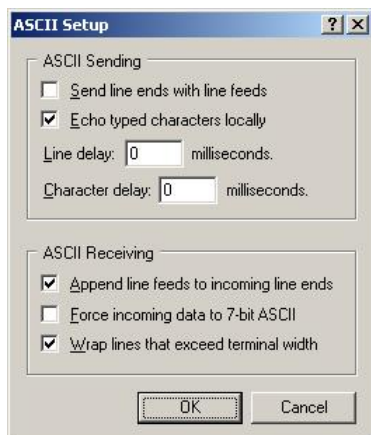 ASCII Setup
ASCII Sending
Send line ends with line feeds
Echo typed characters locally
Line delay: 0 milliseconds.
Character delay: 0 milliseconds.
ASCII Receiving
Append line feeds to incoming line ends
Force incoming data to 7-bit ASCII
Wrap lines that exceed terminal width
OK Cancel